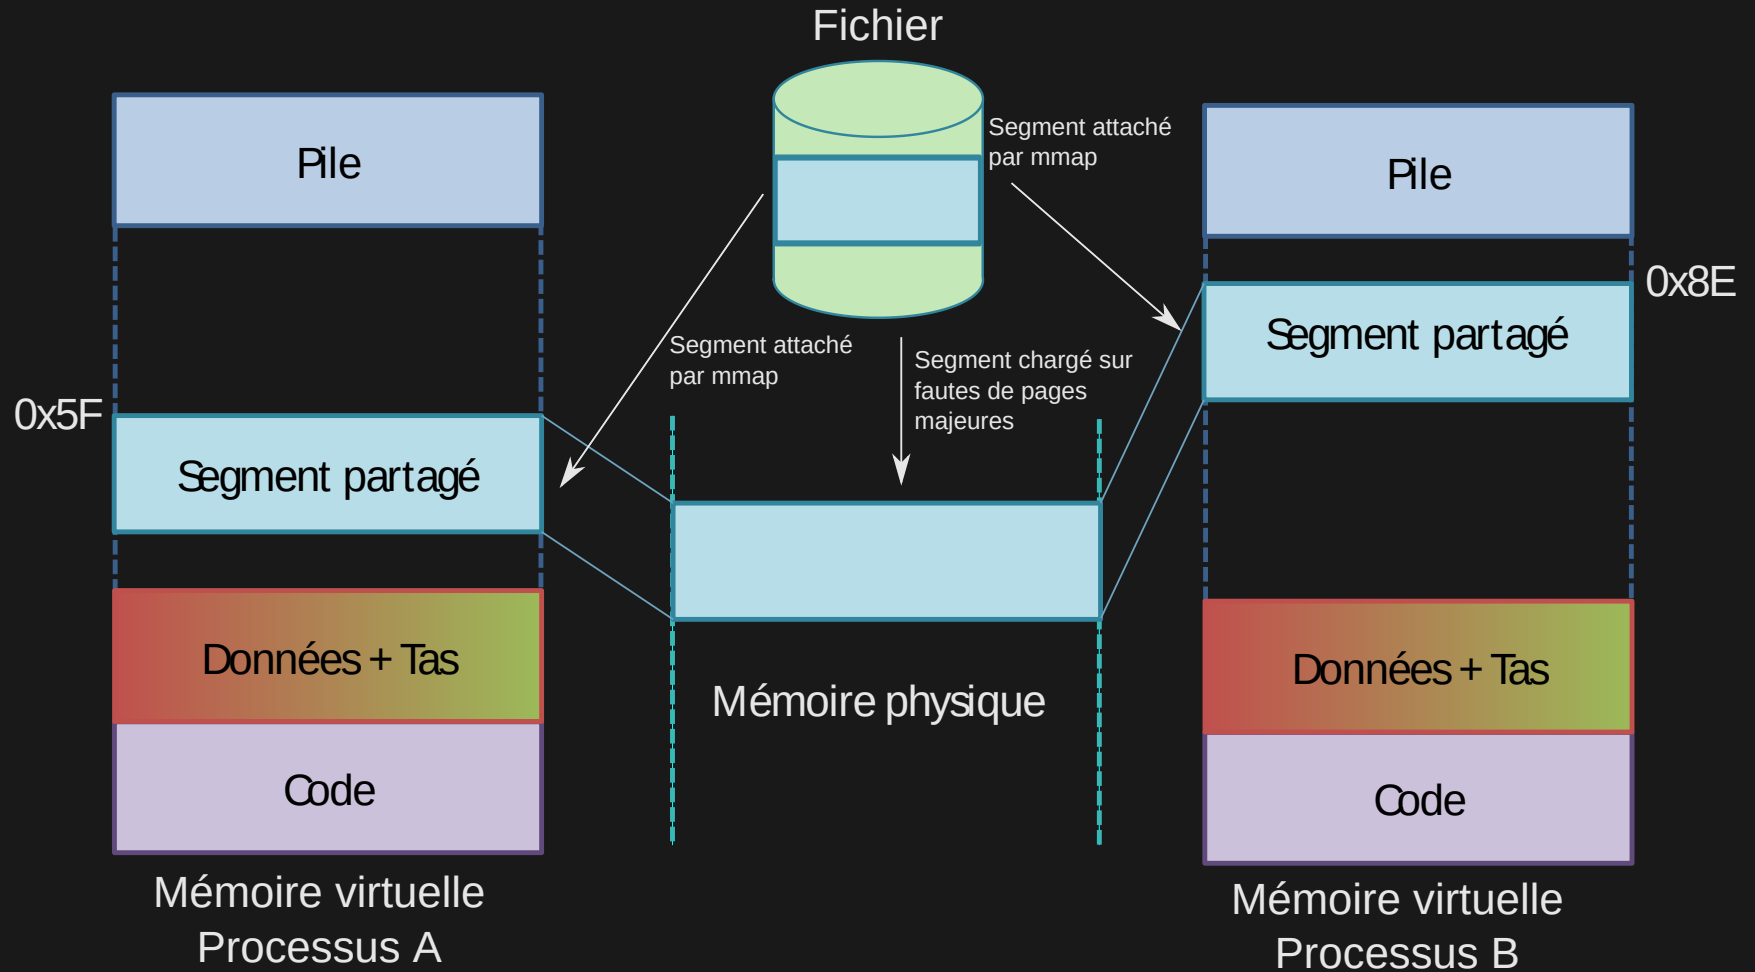 Fichier
Segment attaché
par mmap
Pile
Pile
0x8E
Segment partagé
Segment attaché
par mmap
Segment chargé sur
fautes de pages
majeures
0x5F
Segment partagé
Données + Tas
Données + Tas
Mémoire physique
Code
Code
Mémoire virtuelle
Processus A
Mémoire virtuelle
Processus B